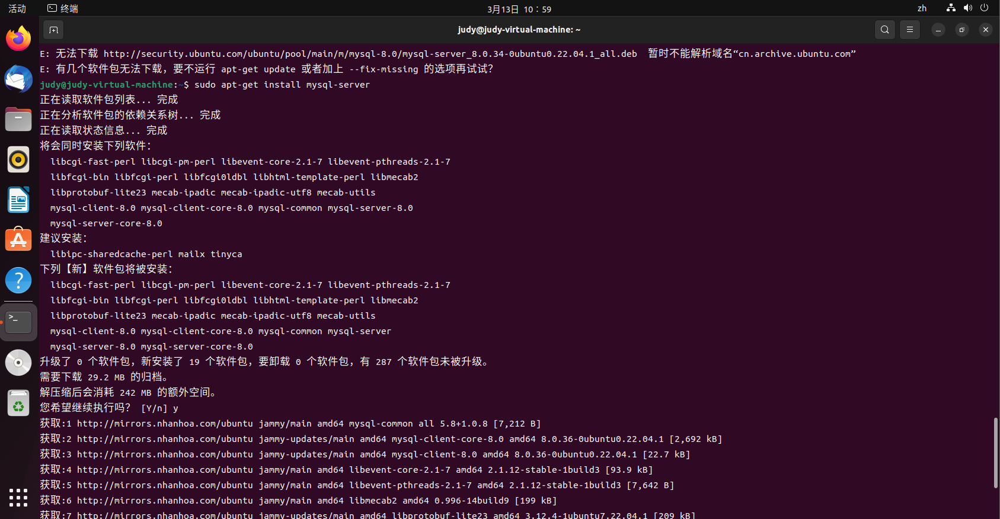 活动 终端 3月13日 10：59 zh
judy@judy-virtual-machine: ~
E: 无法下载 http://security.ubuntu.com/ubuntu/pool/main/m/mysql-8.0/mysql-server_8.0.34-0ubuntu0.22.04.1_all.deb 暂时不能解析域名“cn.archive.ubuntu.com”
E: 有几个软件包无法下载，要不运行 apt-get update 或者加上 --fix-missing 的选项再试试？
judy@judy-virtual-machine:~$ sudo apt-get install mysql-server
正在读取软件包列表... 完成
正在分析软件包的依赖关系树... 完成
正在读取状态信息... 完成
将会同时安装下列软件：
libcgi-fast-perl libcgi-pm-perl libevent-core-2.1-7 libevent-pthreads-2.1-7
libfcgi-bin libfcgi-perl libfcgi0ldbl libhtml-template-perl libmecab2
libprotobuf-lite23 mecab-ipadic mecab-ipadic-utf8 mecab-utils
mysql-client-8.0 mysql-client-core-8.0 mysql-common mysql-server-8.0
mysql-server-core-8.0
建议安装：
libipc-sharedcache-perl mailx tinyca
下列【新】软件包将被安装：
libcgi-fast-perl libcgi-pm-perl libevent-core-2.1-7 libevent-pthreads-2.1-7
libfcgi-bin libfcgi-perl libfcgi0ldbl libhtml-template-perl libmecab2
libprotobuf-lite23 mecab-ipadic mecab-ipadic-utf8 mecab-utils
mysql-client-8.0 mysql-client-core-8.0 mysql-common mysql-server
mysql-server-8.0 mysql-server-core-8.0
升级了 0 个软件包，新安装了 19 个软件包，要卸载 0 个软件包，有 287 个软件包未被升级。
需要下载 29.2 MB 的归档。
解压缩后会消耗 242 MB 的额外空间。
您希望继续执行吗？ [Y/n] y
获取:1 http://mirrors.nhanhoa.com/ubuntu jammy/main amd64 mysql-common all 5.8+1.0.8 [7,212 B]
获取:2 http://mirrors.nhanhoa.com/ubuntu jammy-updates/main amd64 mysql-client-core-8.0 amd64 8.0.36-0ubuntu0.22.04.1 [2,692 kB]
获取:3 http://mirrors.nhanhoa.com/ubuntu jammy-updates/main amd64 mysql-client-8.0 amd64 8.0.36-0ubuntu0.22.04.1 [22.7 kB]
获取:4 http://mirrors.nhanhoa.com/ubuntu jammy/main amd64 libevent-core-2.1-7 amd64 2.1.12-stable-1build3 [93.9 kB]
获取:5 http://mirrors.nhanhoa.com/ubuntu jammy/main amd64 libevent-pthreads-2.1-7 amd64 2.1.12-stable-1build3 [7,642 B]
获取:6 http://mirrors.nhanhoa.com/ubuntu jammy/main amd64 libmecab2 amd64 0.996-14build9 [199 kB]
获取:7 http://mirrors.nhanhoa.com/ubuntu jammy-updates/main amd64 libprotobuf-lite23 amd64 3.12.4-1ubuntu7.22.04.1 [209 kB]